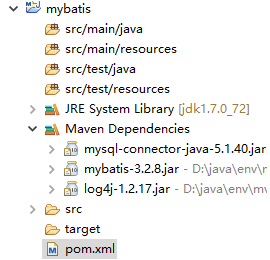 mybatis
src/main/java
src/main/resources
src/test/java
src/test/resources
JRE System Library [jdk1.7.0_72]
Maven Dependencies
mysql-connector-java-5.1.40.jar
mybatis-3.2.8.jar - D:\java\env\m
log4j-1.2.17.jar - D:\java\env\mv
src
target
pom.xml